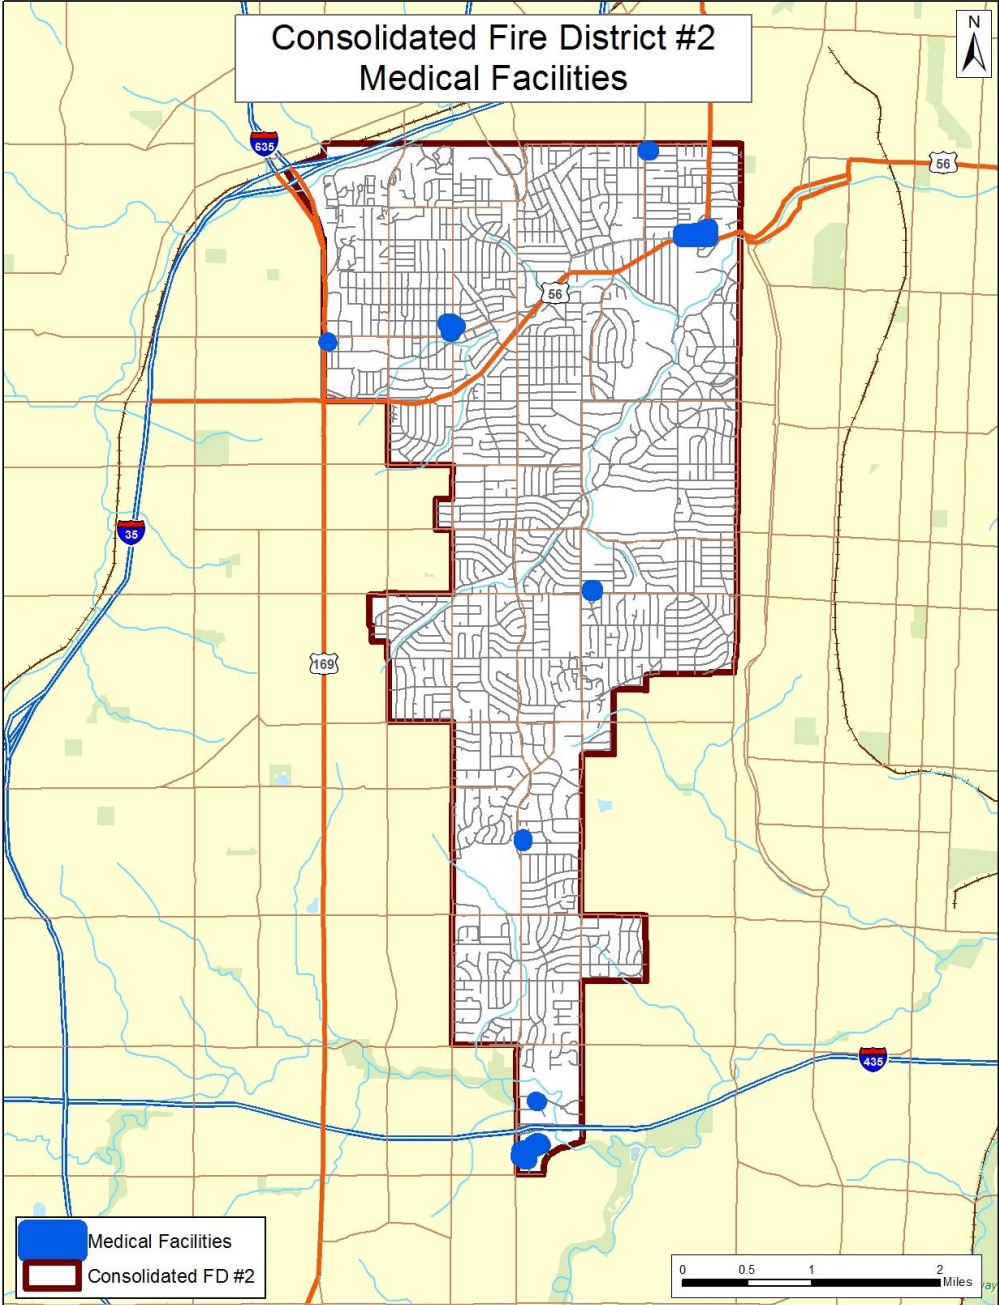 Consolidated Fire District #2
Medical Facilities
N
635
56
56
35
169
435
Medical Facilities
Consolidated FD #2
0 0.5 1 2
Miles
way